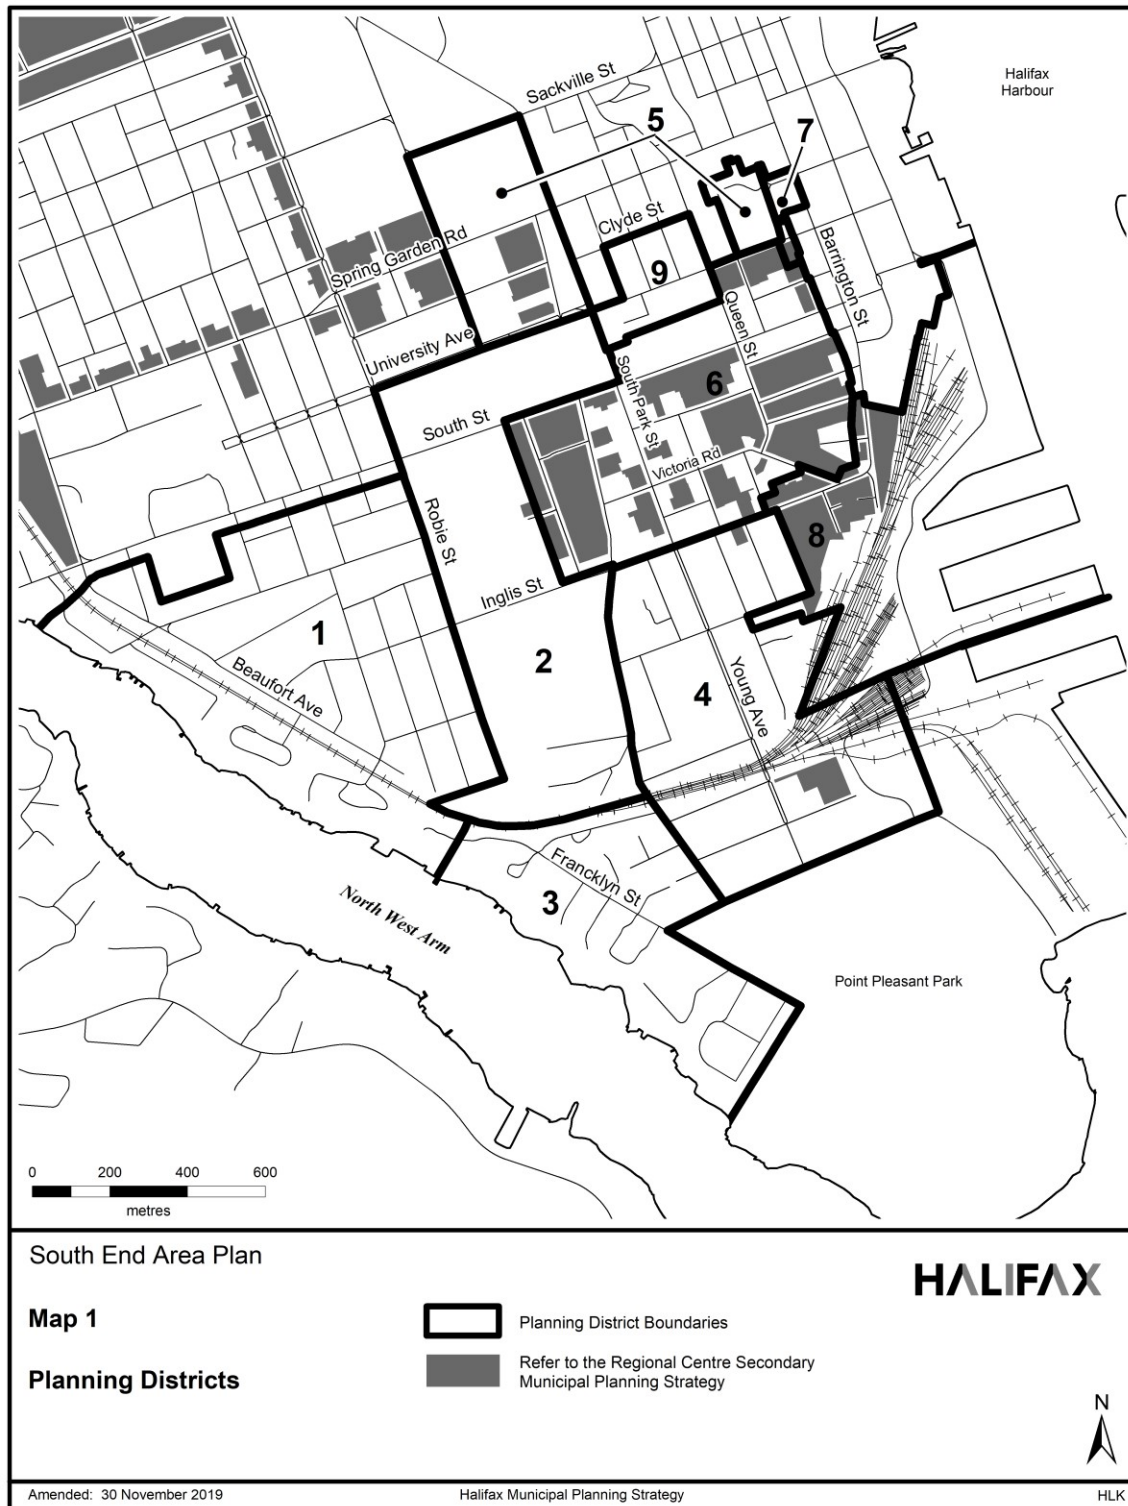 Halifax
Harbour
Sackville St
5
7
Clyde St
Spring Garden Rd
9
Barrington St
Queen St
University Ave
South Park St
6
South St
Victoria Rd
Robie St
8
Inglis St
1
2
Beaufort Ave
4
Young Ave
Francklyn St
3
North West Arm
Point Pleasant Park
0 200 400 600
metres
South End Area Plan
HALIFAX
Map 1
Planning District Boundaries
Refer to the Regional Centre Secondary
Municipal Planning Strategy
Planning Districts
N
Amended: 30 November 2019 Halifax Municipal Planning Strategy HLK